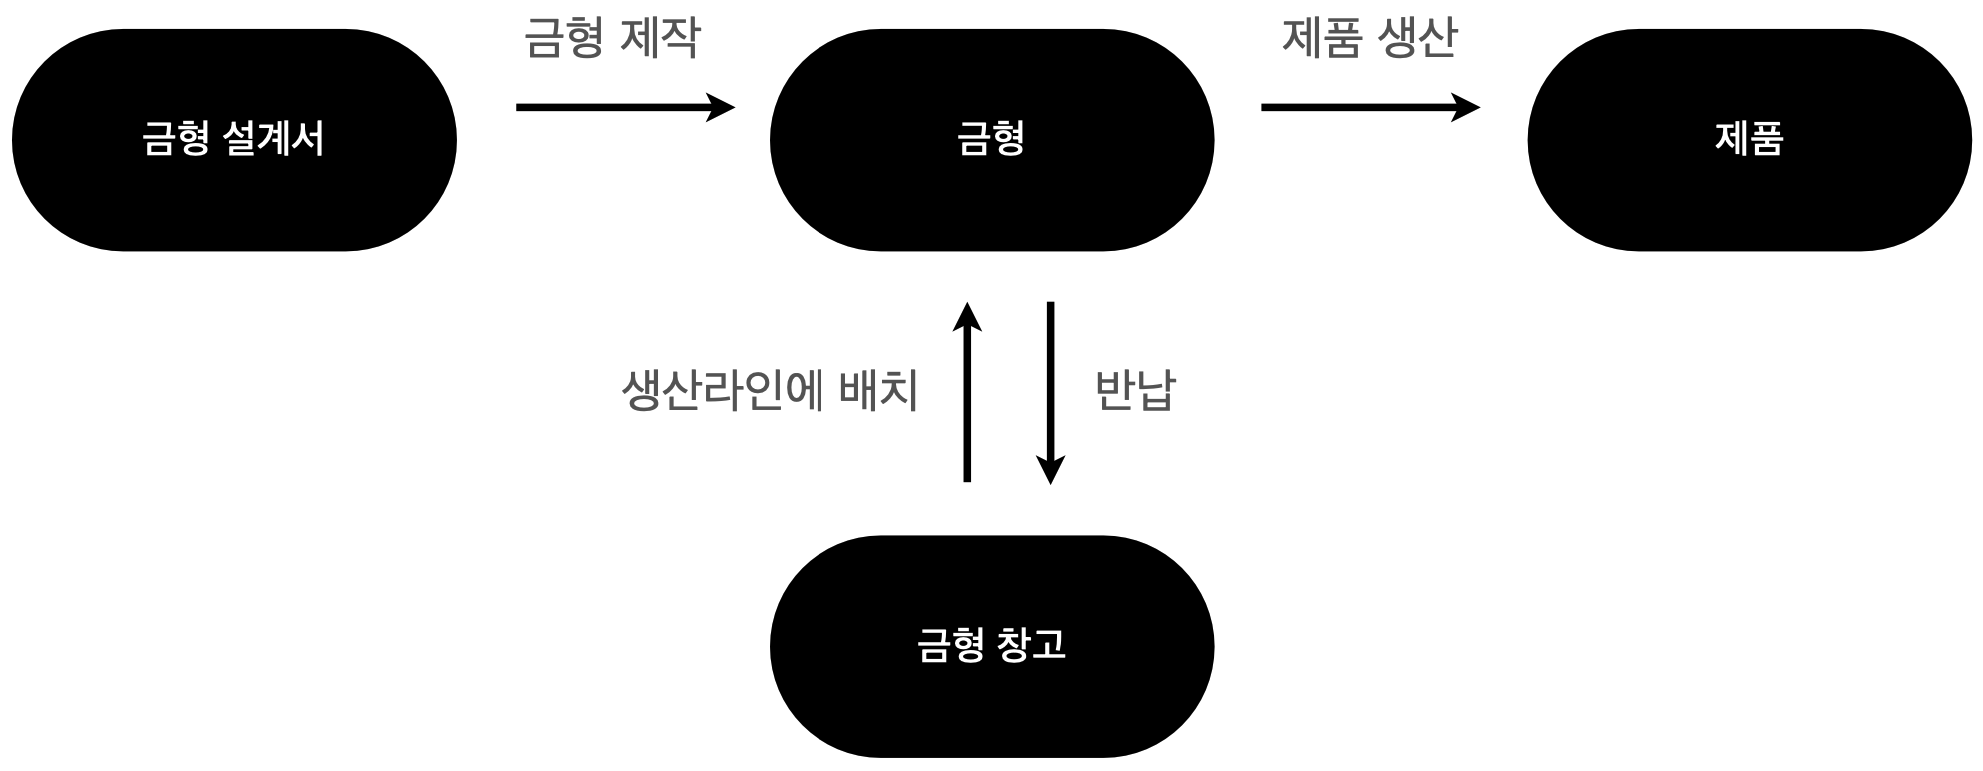 금형 제작
제품 생산
금형 설계서
금형
제품
생산라인에 배치
반납
금형 창고